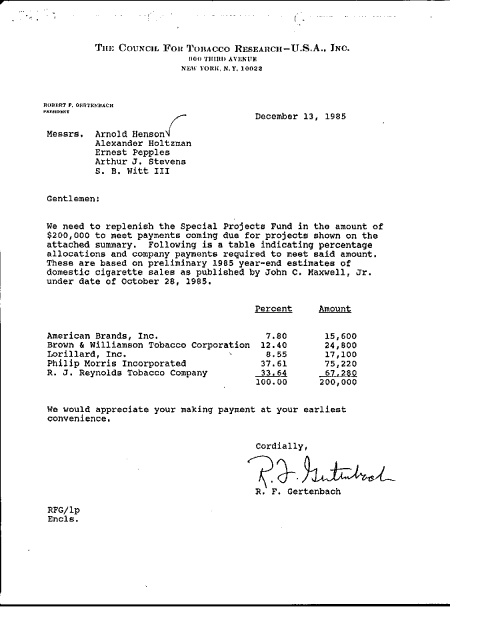 THE COUNCIL FOR TOBACCO RESEARCH—U.S.A., INC.
900 THIRD AVENUE
NEW YORK, N.Y. 10022
ROBERT F. GERTENBACH
PRESIDENT
December 13, 1985
Messrs. Arnold Henson
Alexander Holtzman
Ernest Pepples
Arthur J. Stevens
S. B. Witt III
Gentlemen:
We need to replenish the Special Projects Fund in the amount of
$200,000 to meet payments coming due for projects shown on the
attached summary. Following is a table indicating percentage
allocations and company payments required to meet said amount.
These are based on preliminary 1985 year-end estimates of
domestic cigarette sales as published by John C. Maxwell, Jr.
under date of October 28, 1985.
Percent Amount
American Brands, Inc. 7.80 15,600
Brown & Williamson Tobacco Corporation 12.40 24,800
Lorillard, Inc. 8.55 17,100
Philip Morris Incorporated 37.61 75,220
R. J. Reynolds Tobacco Company 33.64 67,280
100.00 200,000
We would appreciate your making payment at your earliest
convenience.
Cordially,
R. F. Gertenbach
R. F. Gertenbach
RFG/lp
Encls.